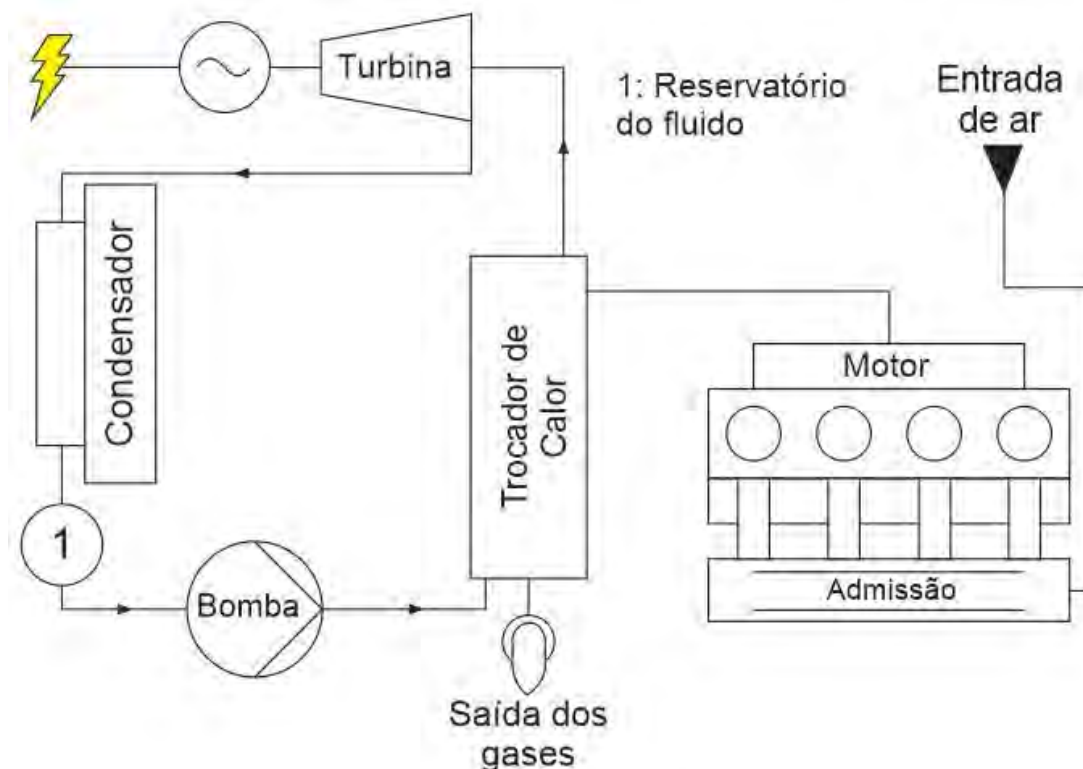 Turbina
1: Reservatório
do fluido
Entrada
de ar
Condensador
Trocador de
Calor
Motor
1
Bomba
Admissão
Saída dos
gases